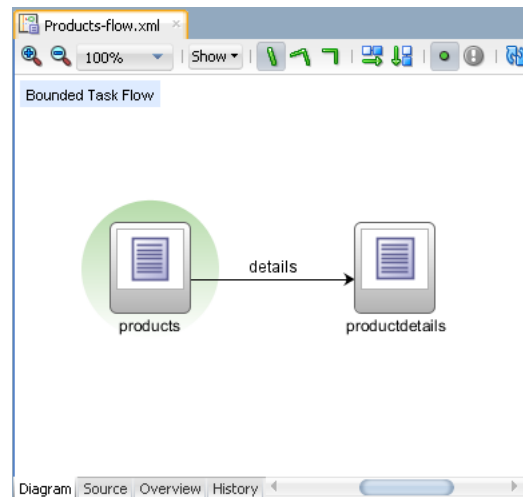 Products-flow.xml
100% Show
Bounded Task Flow
details
products productdetails
Diagram Source Overview History